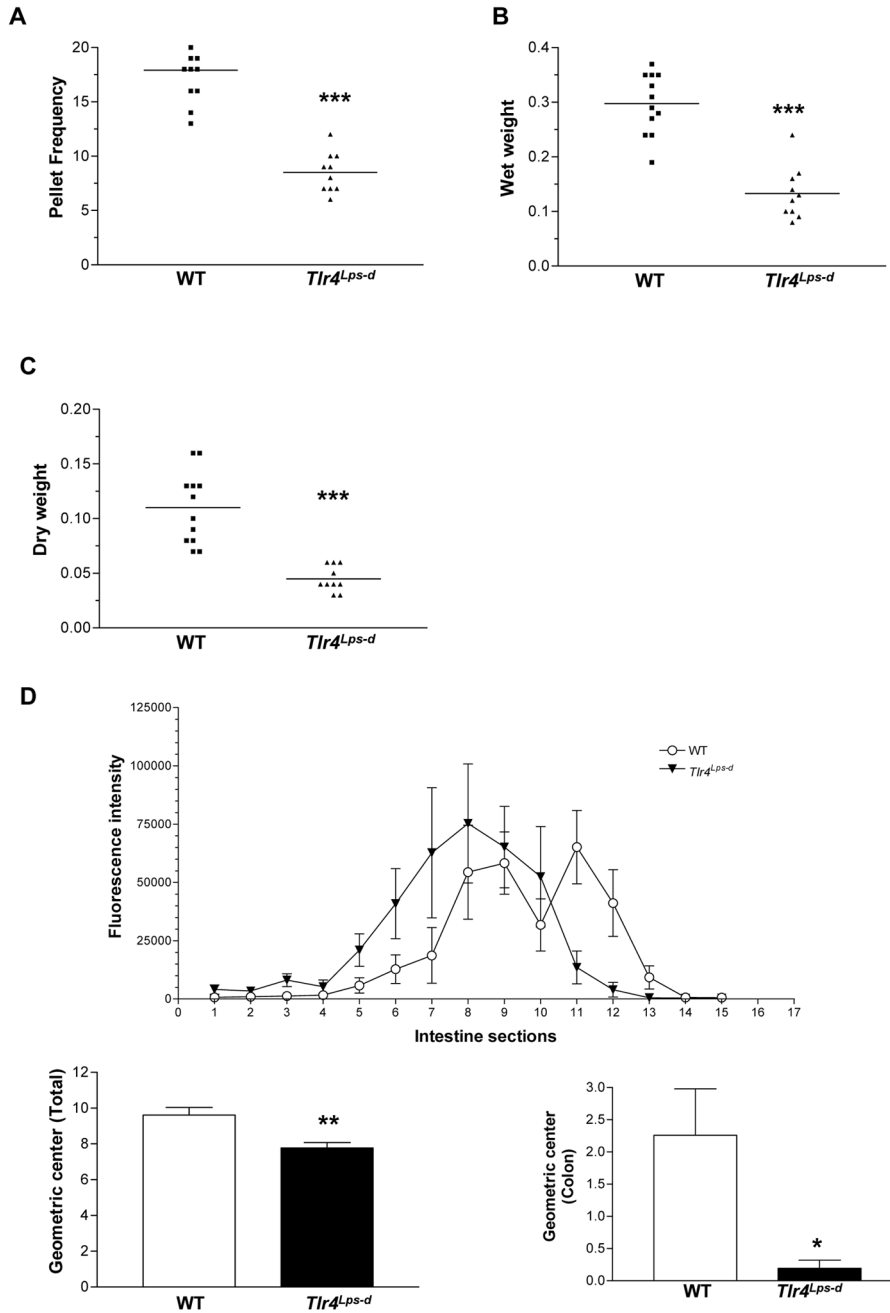 A
Pellet Frequency
20
15
10
5
0
***
WT
Tlr4Lps-d
B
Wet weight
0.4
0.3
0.2
0.1
0.0
***
WT
Tlr4Lps-d
C
Dry weight
0.20
0.15
0.10
0.05
0.00
***
WT
Tlr4Lps-d
D
Fluorescence intensity
125000
100000
75000
50000
25000
0
WT
Tlr4Lps-d
0 1 2 3 4 5 6 7 8 9 10 11 12 13 14 15 16 17
Intestine sections
Geometric center (Total)
12
10
8
6
4
2
0
**
WT
Tlr4Lps-d
Geometric center
(Colon)
3.0
2.5
2.0
1.5
1.0
0.5
0.0
*
WT
Tlr4Lps-d